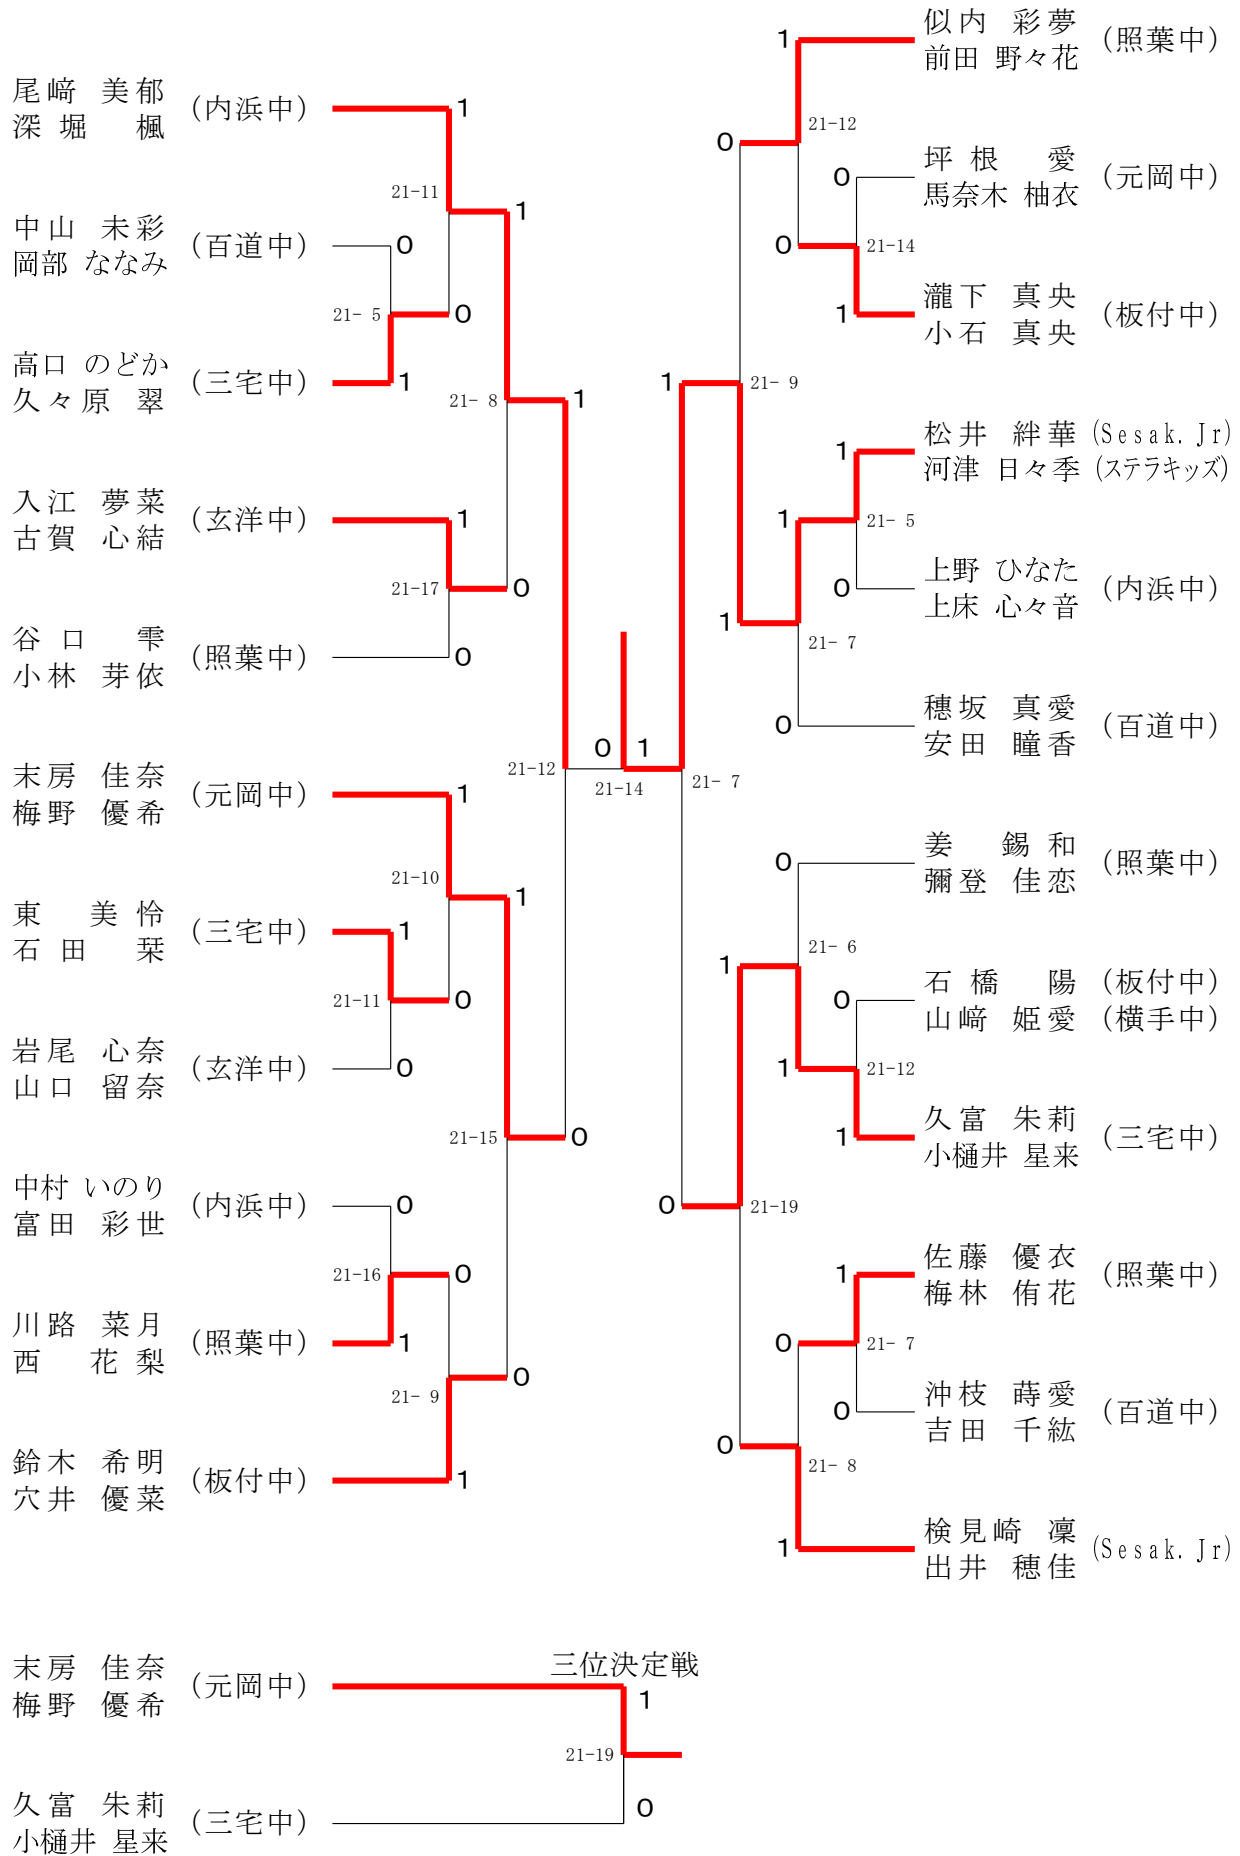 尾﨑 美郁
深堀 楓
(内浜中)
1
21-11
中山 未彩
岡部 ななみ
(百道中)
0
1
21- 5
0
高口 のどか
久々原 翠
(三宅中)
1
21- 8
1
入江 夢菜
古賀 心結
(玄洋中)
1
21-17
0
谷口 雫
小林 芽依
(照葉中)
0
末房 佳奈
梅野 優希
(元岡中)
1
21-12
21-10
1
東 美怜
石田 栞
(三宅中)
1
21-11
0
岩尾 心奈
山口 留奈
(玄洋中)
0
21-15
0
中村 いのり
富田 彩世
(内浜中)
0
21-16
0
川路 菜月
西 花梨
(照葉中)
1
21- 9
0
鈴木 希明
穴井 優菜
(板付中)
1
0 1
21-14
1
似内 彩夢
前田 野々花
(照葉中)
21-12
0
0
坪根 愛
馬奈木 柚衣
(元岡中)
0
21-14
1
瀧下 真央
小石 真央
(板付中)
1
21- 9
1
松井 絆華 (Sesak. Jr)
河津 日々季 (ステラキッズ)
1
21- 5
0
上野 ひなた
上床 心々音
(内浜中)
1
21- 7
0
穂坂 真愛
安田 瞳香
(百道中)
21- 7
0
姜 錫和
彌登 佳恋
(照葉中)
21- 6
1
0
石橋 陽 (板付中)
山﨑 姫愛 (横手中)
1
21-12
1
久富 朱莉
小樋井 星来
(三宅中)
0
21-19
1
佐藤 優衣
梅林 侑花
(照葉中)
0
21- 7
0
沖枝 蒔愛
吉田 千紘
(百道中)
0
21- 8
1
検見崎 凜
出井 穂佳
(Sesak. Jr)
三位決定戦
末房 佳奈
梅野 優希
(元岡中)
1
21-19
久富 朱莉
小樋井 星来
(三宅中)
0